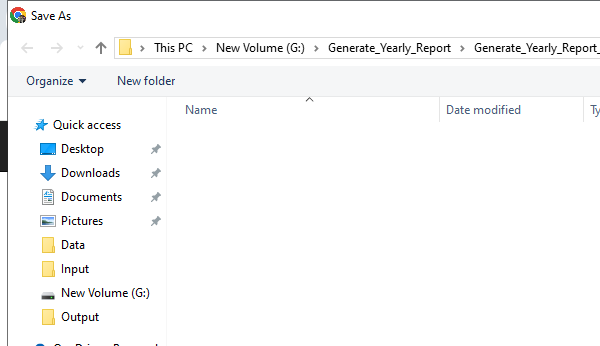 Save As
This PC > New Volume (G:) > Generate_Yearly_Report > Generate_Yearly_Report_
Organize New folder
Name Date modified
Quick access
Desktop
Downloads
Documents
Pictures
Data
Input
New Volume (G:)
Output